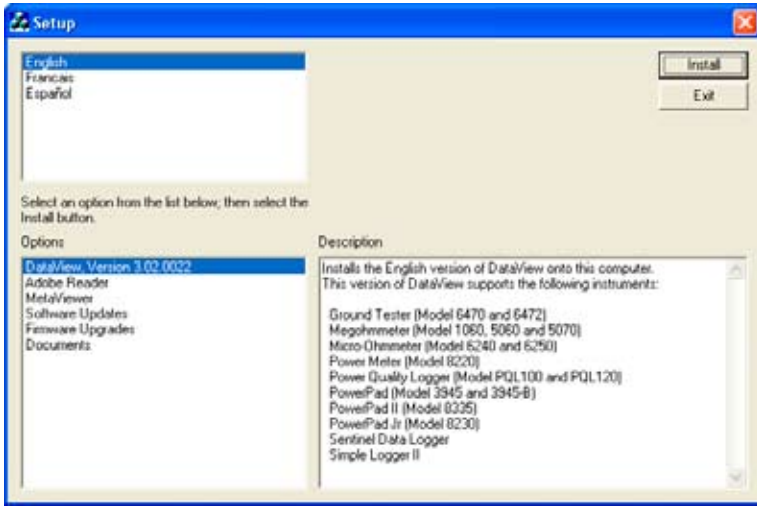 Setup
English
Francais
Español
Install
Exit
Select an option from the list below, then select the
Install button.
Options
DataView, Version 3.02.0022
Adobe Reader
MetaViewer
Software Updates
Firmware Upgrades
Documents
Description
Installs the English version of DataView onto this computer.
This version of DataView supports the following instruments:
Ground Tester (Model 6470 and 6472)
Megohmmeter (Model 1060, 5060 and 5070)
Micro-Ohmmeter (Model 6240 and 6250)
Power Meter (Model 8220)
Power Quality Logger (Model PQL100 and PQL120)
PowerPad (Model 3945 and 3945-B)
PowerPad II (Model 8335)
PowerPad Jr (Model 8230)
Sentinel Data Logger
Simple Logger II